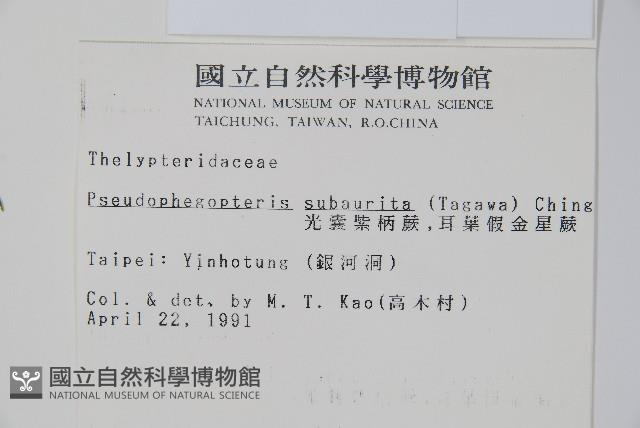 國立自然科學博物館
NATIONAL MUSEUM OF NATURAL SCIENCE
TAICHUNG, TAIWAN, R.O.CHINA
Thelypteridaceae
Pseudophegopteris subaurita (Tagawa) Ching
光囊紫柄蕨,耳葉假金星蕨
Taipei: Yinhotung (銀河洞)
Col. & det. by M. T. Kao(高木村)
April 22, 1991
國立自然科學博物館
NATIONAL MUSEUM OF NATURAL SCIENCE